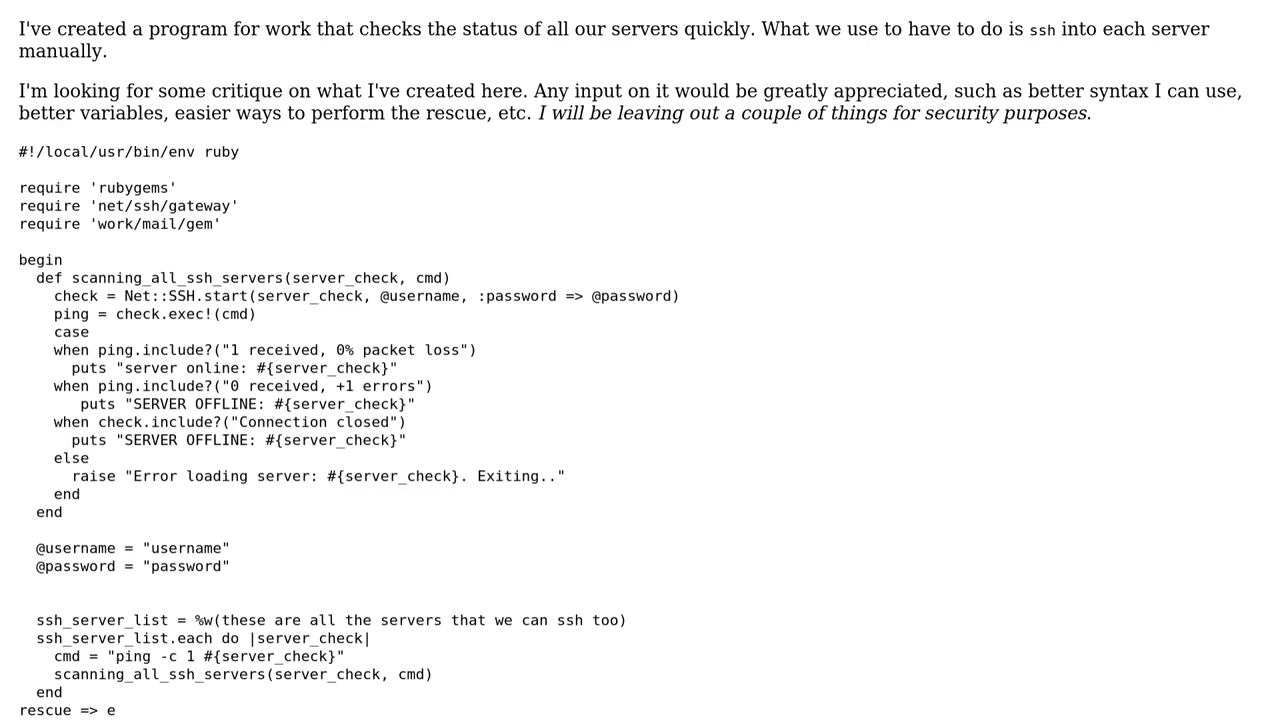 I've created a program for work that checks the status of all our servers quickly. What we use to have to do is ssh into each server
manually.
I'm looking for some critique on what I've created here. Any input on it would be greatly appreciated, such as better syntax I can use,
better variables, easier ways to perform the rescue, etc. I will be leaving out a couple of things for security purposes.
#!/local/usr/bin/env ruby
require 'rubygems'
require 'net/ssh/gateway'
require 'work/mail/gem'
begin
  def scanning_all_ssh_servers(server_check, cmd)
    check = Net::SSH.start(server_check, @username, :password => @password)
    ping = check.exec!(cmd)
    case
    when ping.include?("1 received, 0% packet loss")
      puts "server online: #{server_check}"
    when ping.include?("0 received, +1 errors")
       puts "SERVER OFFLINE: #{server_check}"
    when check.include?("Connection closed")
      puts "SERVER OFFLINE: #{server_check}"
    else
      raise "Error loading server: #{server_check}. Exiting.."
    end
  end
  @username = "username"
  @password = "password"
  ssh_server_list = %w(these are all the servers that we can ssh too)
  ssh_server_list.each do |server_check|
    cmd = "ping -c 1 #{server_check}"
    scanning_all_ssh_servers(server_check, cmd)
  end
rescue => e